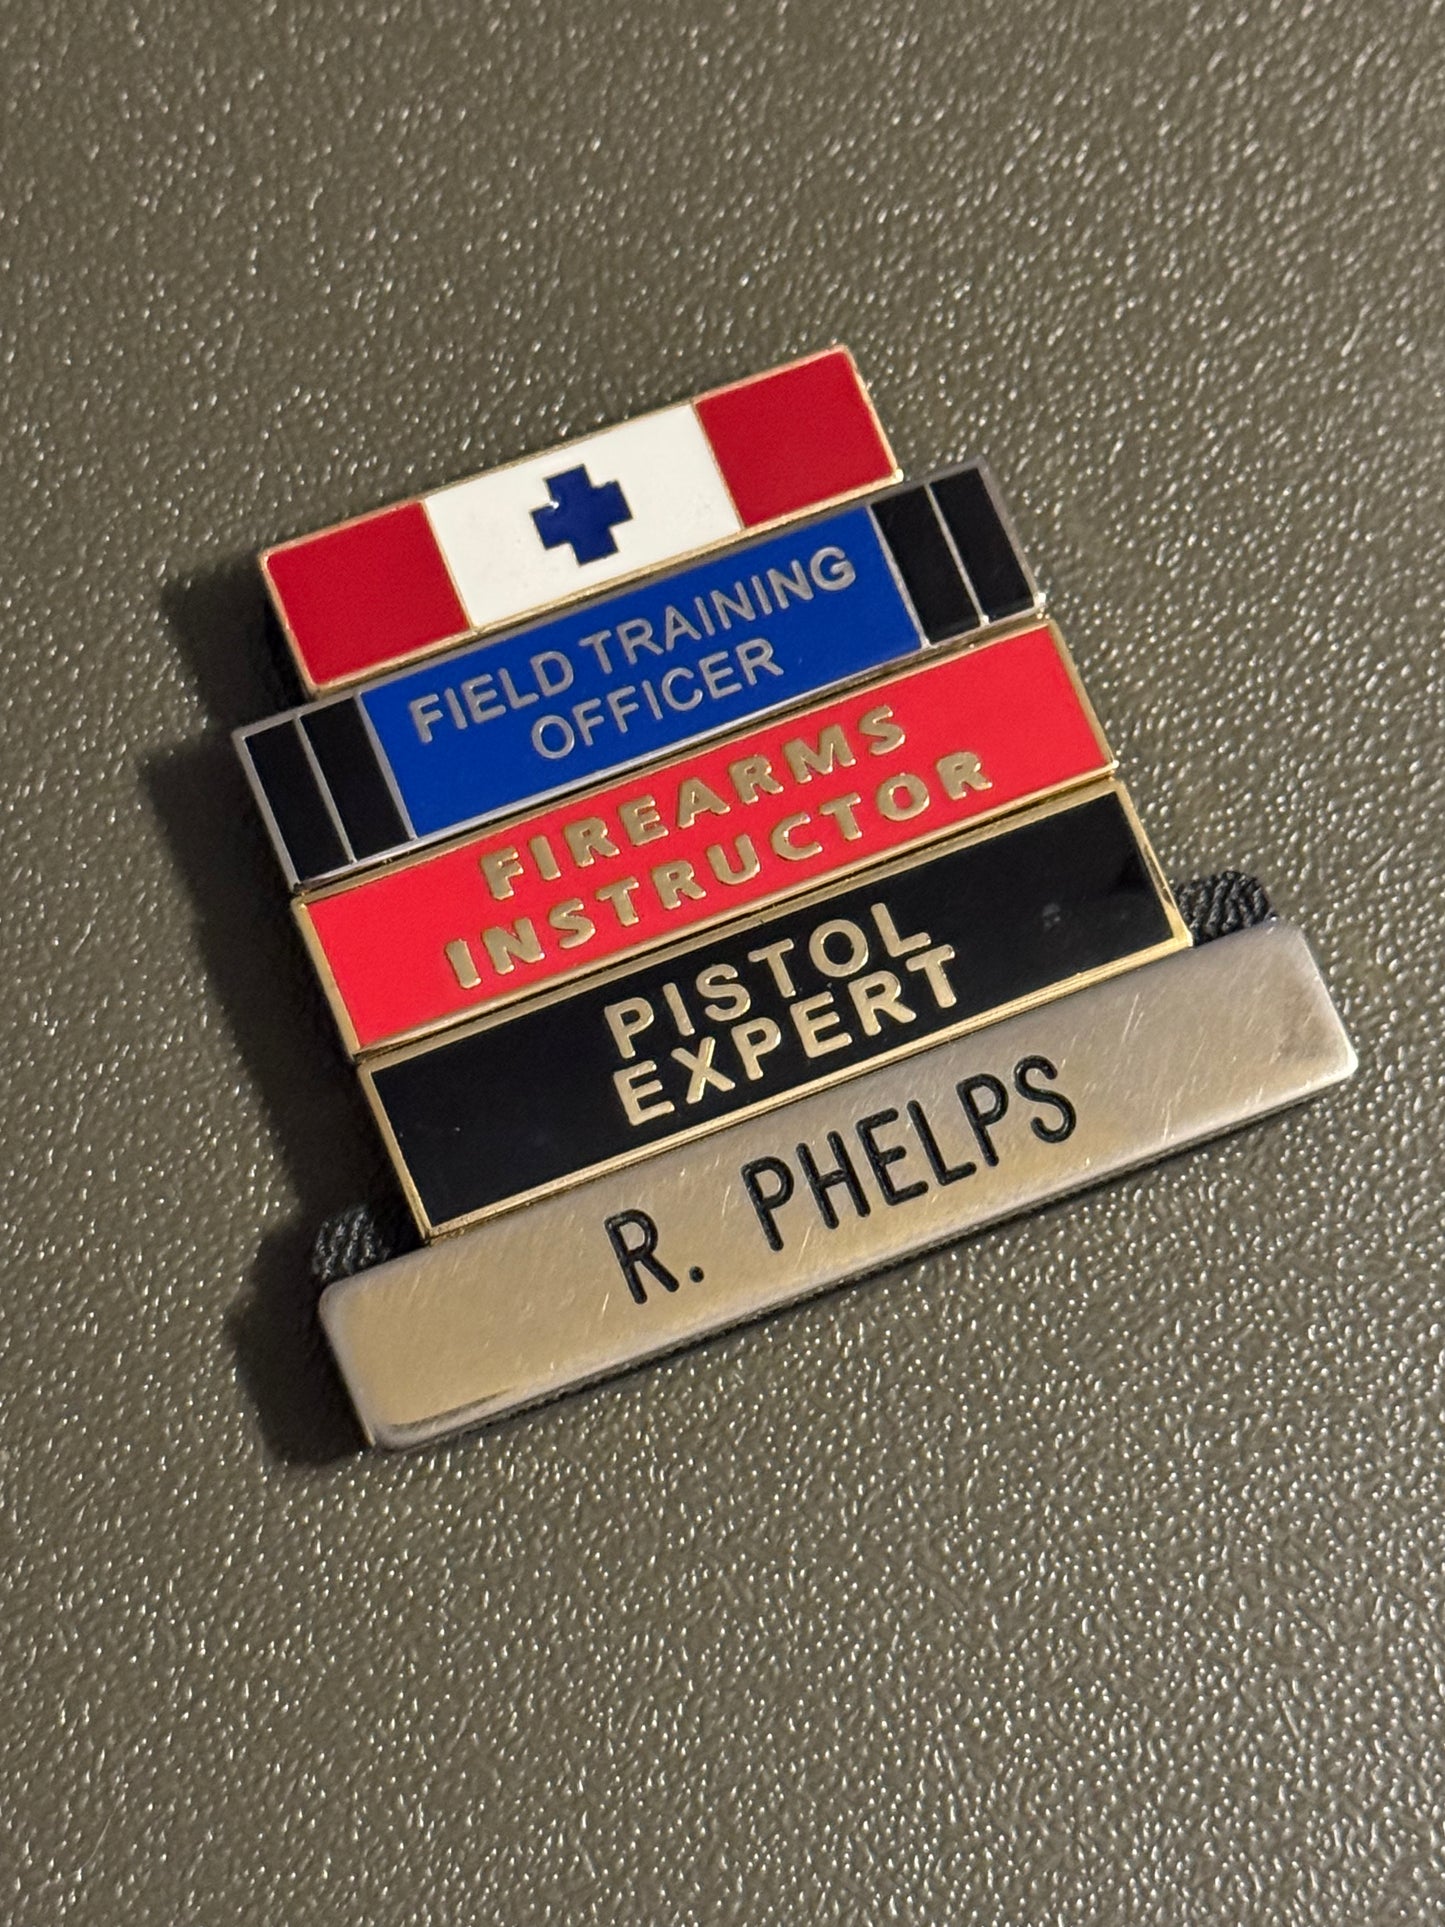 FIELD TRAINING
OFFICER
FIREARMS
INSTRUCTOR
PISTOL
EXPERT
R. PHELPS